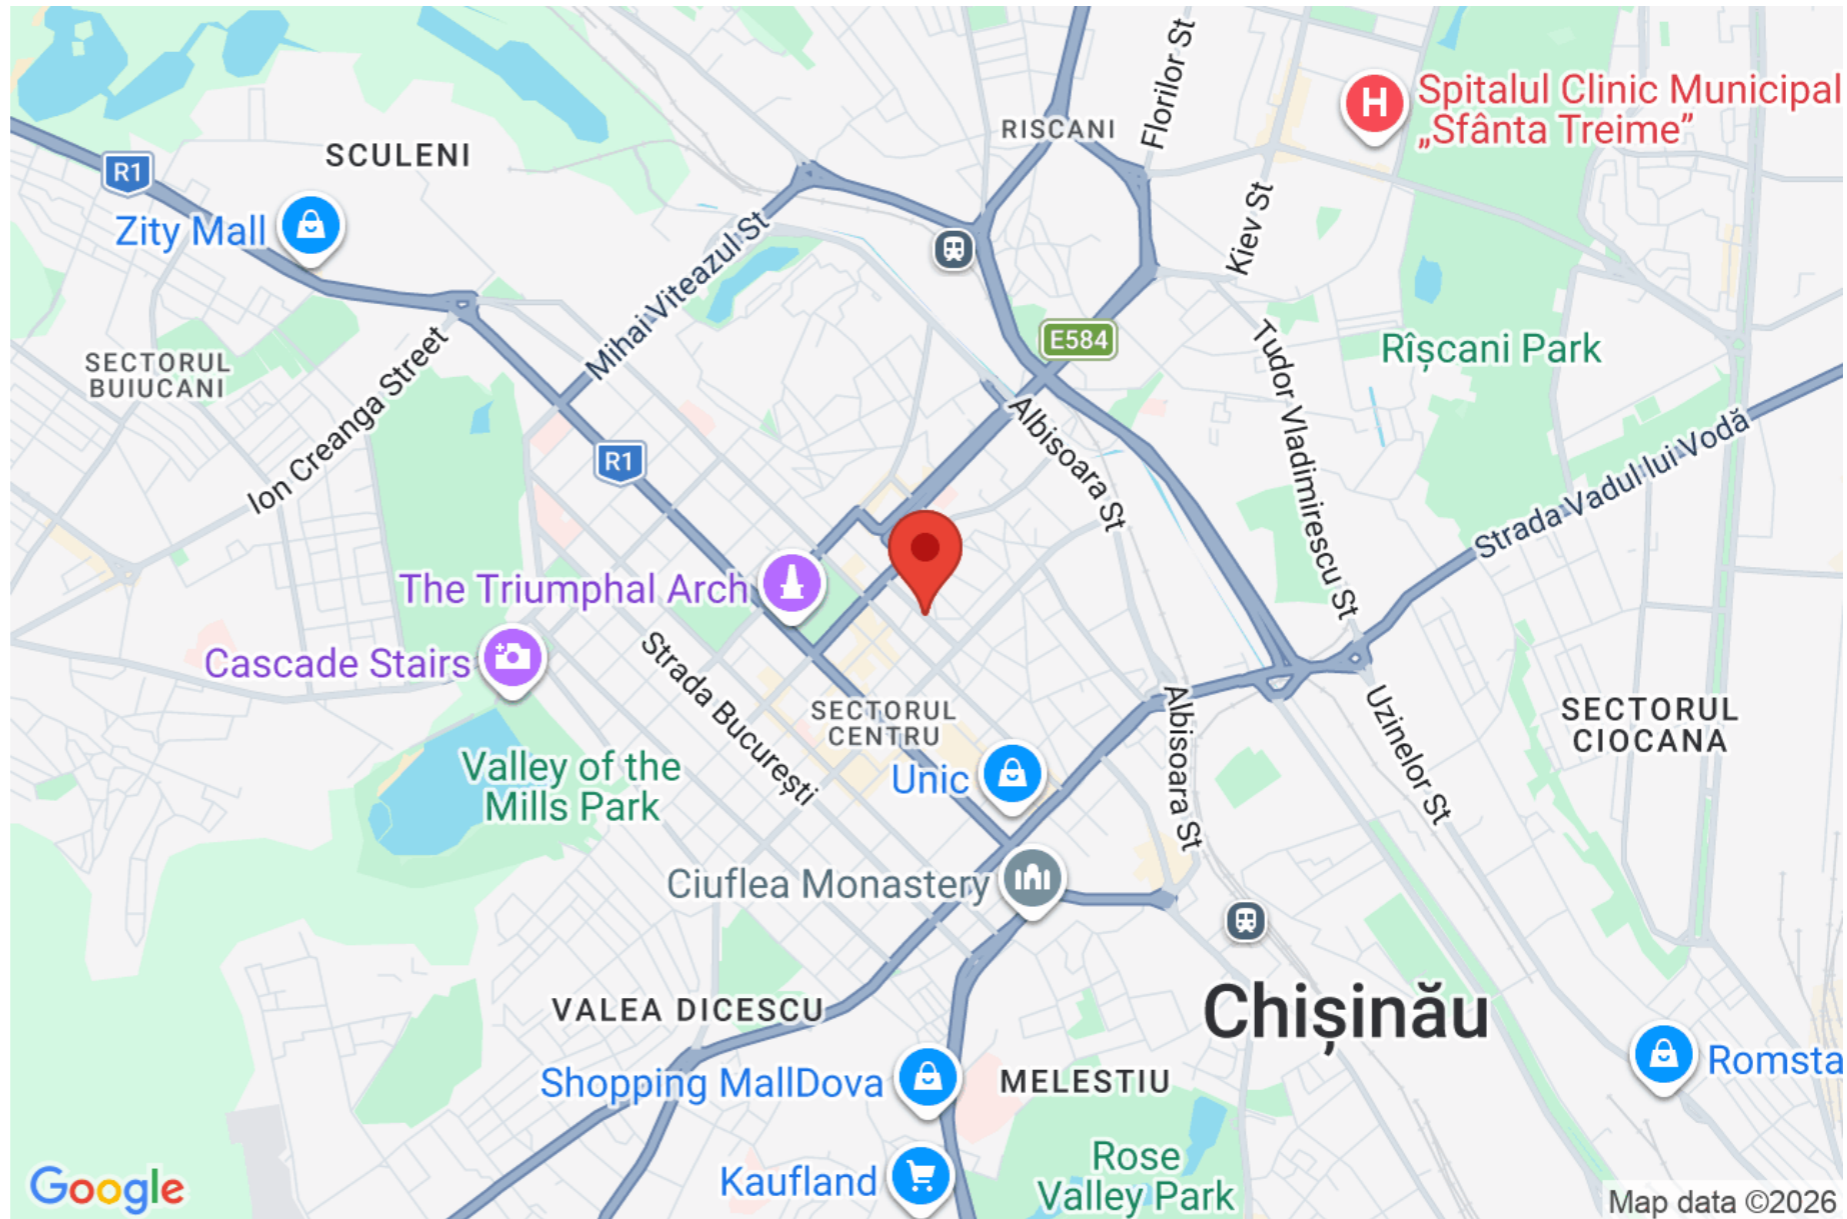 Florilor St
Spitalul Clinic Municipal
„Sfânta Treime”
RISCANI
SCULENI
R1
Zity Mall
Mihai Viteazul St
Kiev St
E584
Rîșcani Park
SECTORUL
BUIUCANI
Ion Creanga Street
Tudor Vladimirescu St
Albisoara St
R1
Strada Vadul lui Vodă
The Triumphal Arch
Cascade Stairs
Strada București
SECTORUL
CENTRU
Albisoara St
Uzinelor St
SECTORUL
CIOCANA
Valley of the
Mills Park
Unic
Ciuflea Monastery
VALEA DICESCU
Chișinău
Shopping MallDova
MELESTIU
Romsta
Rose
Valley Park
Kaufland
Google
Map data ©2026